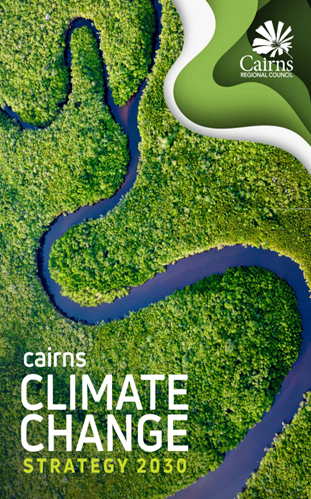 Cairns
REGIONAL COUNCIL
cairns
CLIMATE
CHANGE
STRATEGY 2030